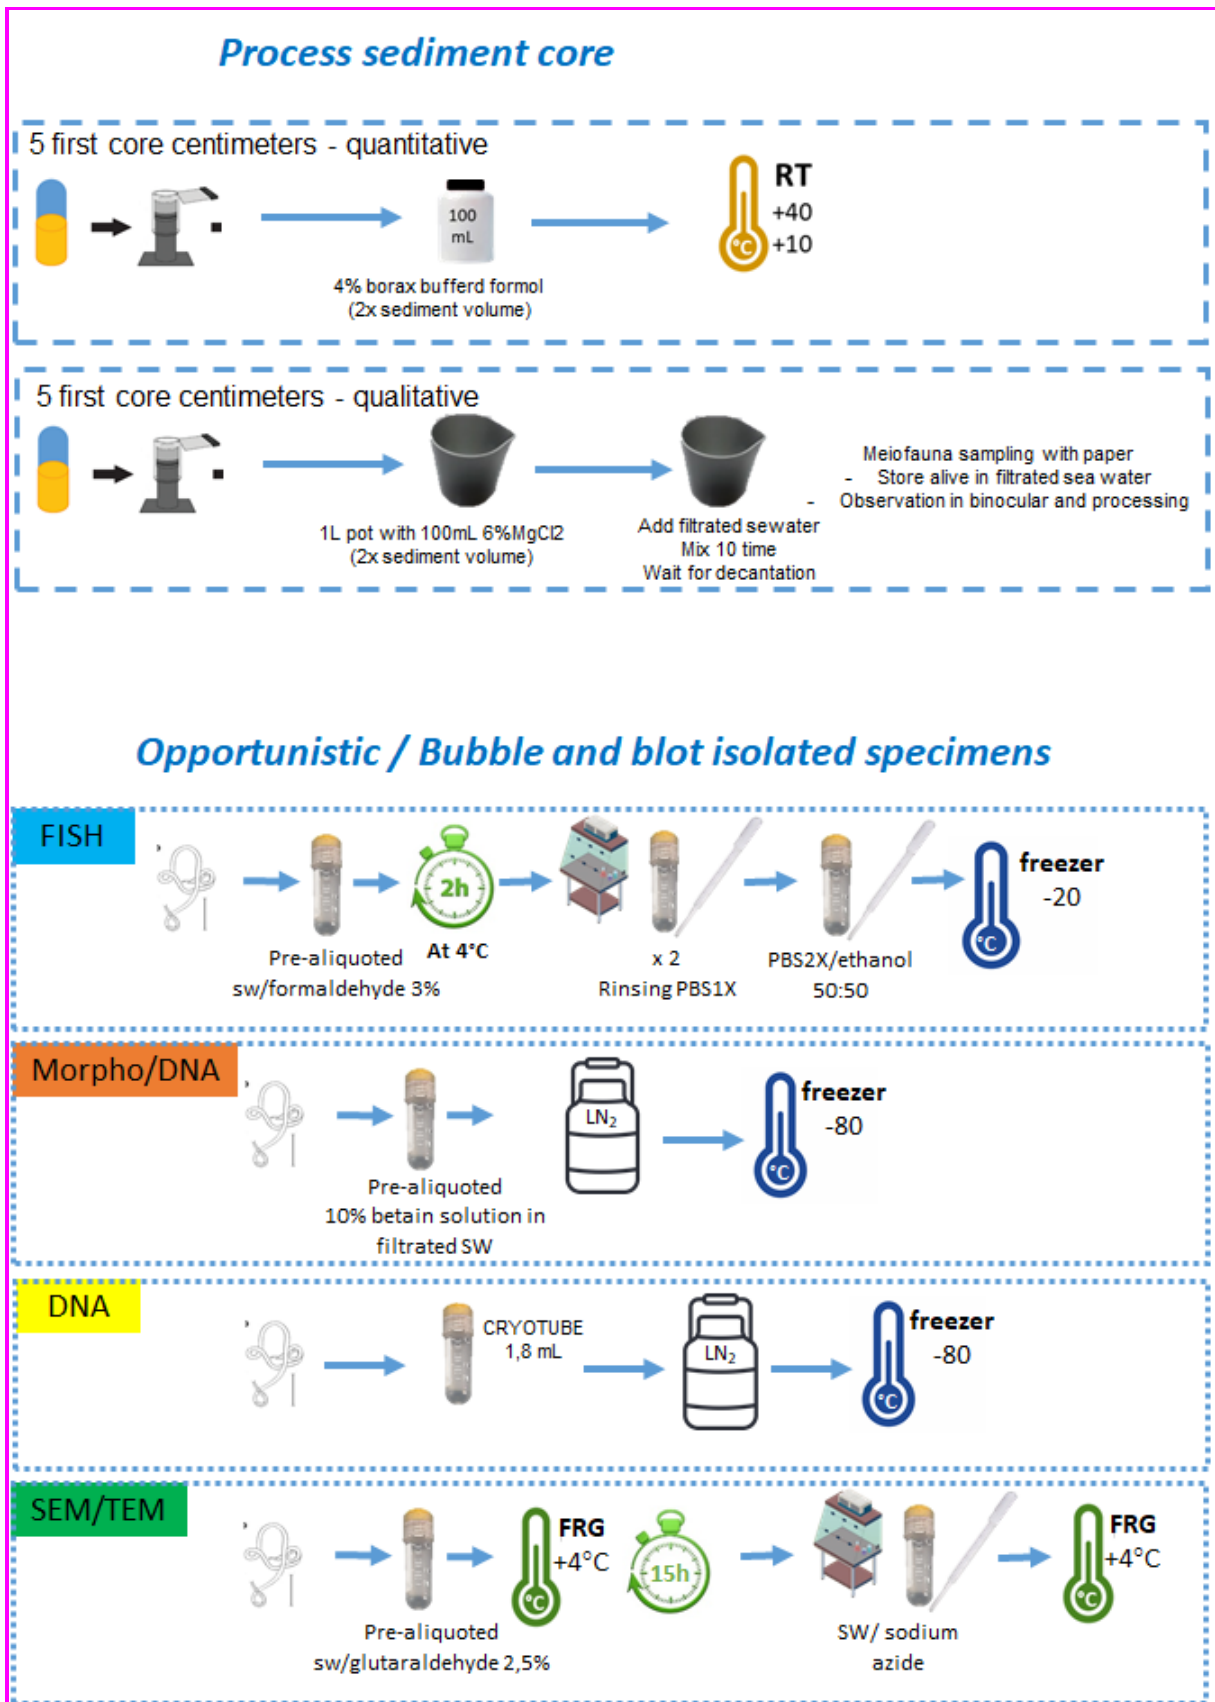 Process sediment core
5 first core centimeters - quantitative
100
mL
4% borax bufferd formol
(2x sediment volume)
RT
+40
+10
°C
5 first core centimeters - qualitative
1L pot with 100mL 6%MgCl2
(2x sediment volume)
Add filtrated sewater
Mix 10 time
Wait for decantation
Meiofauna sampling with paper
- Store alive in filtrated sea water
- Observation in binocular and processing
Opportunistic / Bubble and blot isolated specimens
FISH
Pre-aliquoted
sw/formaldehyde 3%
2h
At 4°C
x 2
Rinsing PBS1X
PBS2X/ethanol
50:50
freezer
-20
°C
Morpho/DNA
Pre-aliquoted
10% betain solution in
filtrated SW
LN2
freezer
-80
°C
DNA
CRYOTUBE
1,8 mL
LN2
freezer
-80
°C
SEM/TEM
Pre-aliquoted
sw/glutaraldehyde 2,5%
FRG
+4°C
°C
15h
SW/ sodium
azide
FRG
+4°C
°C